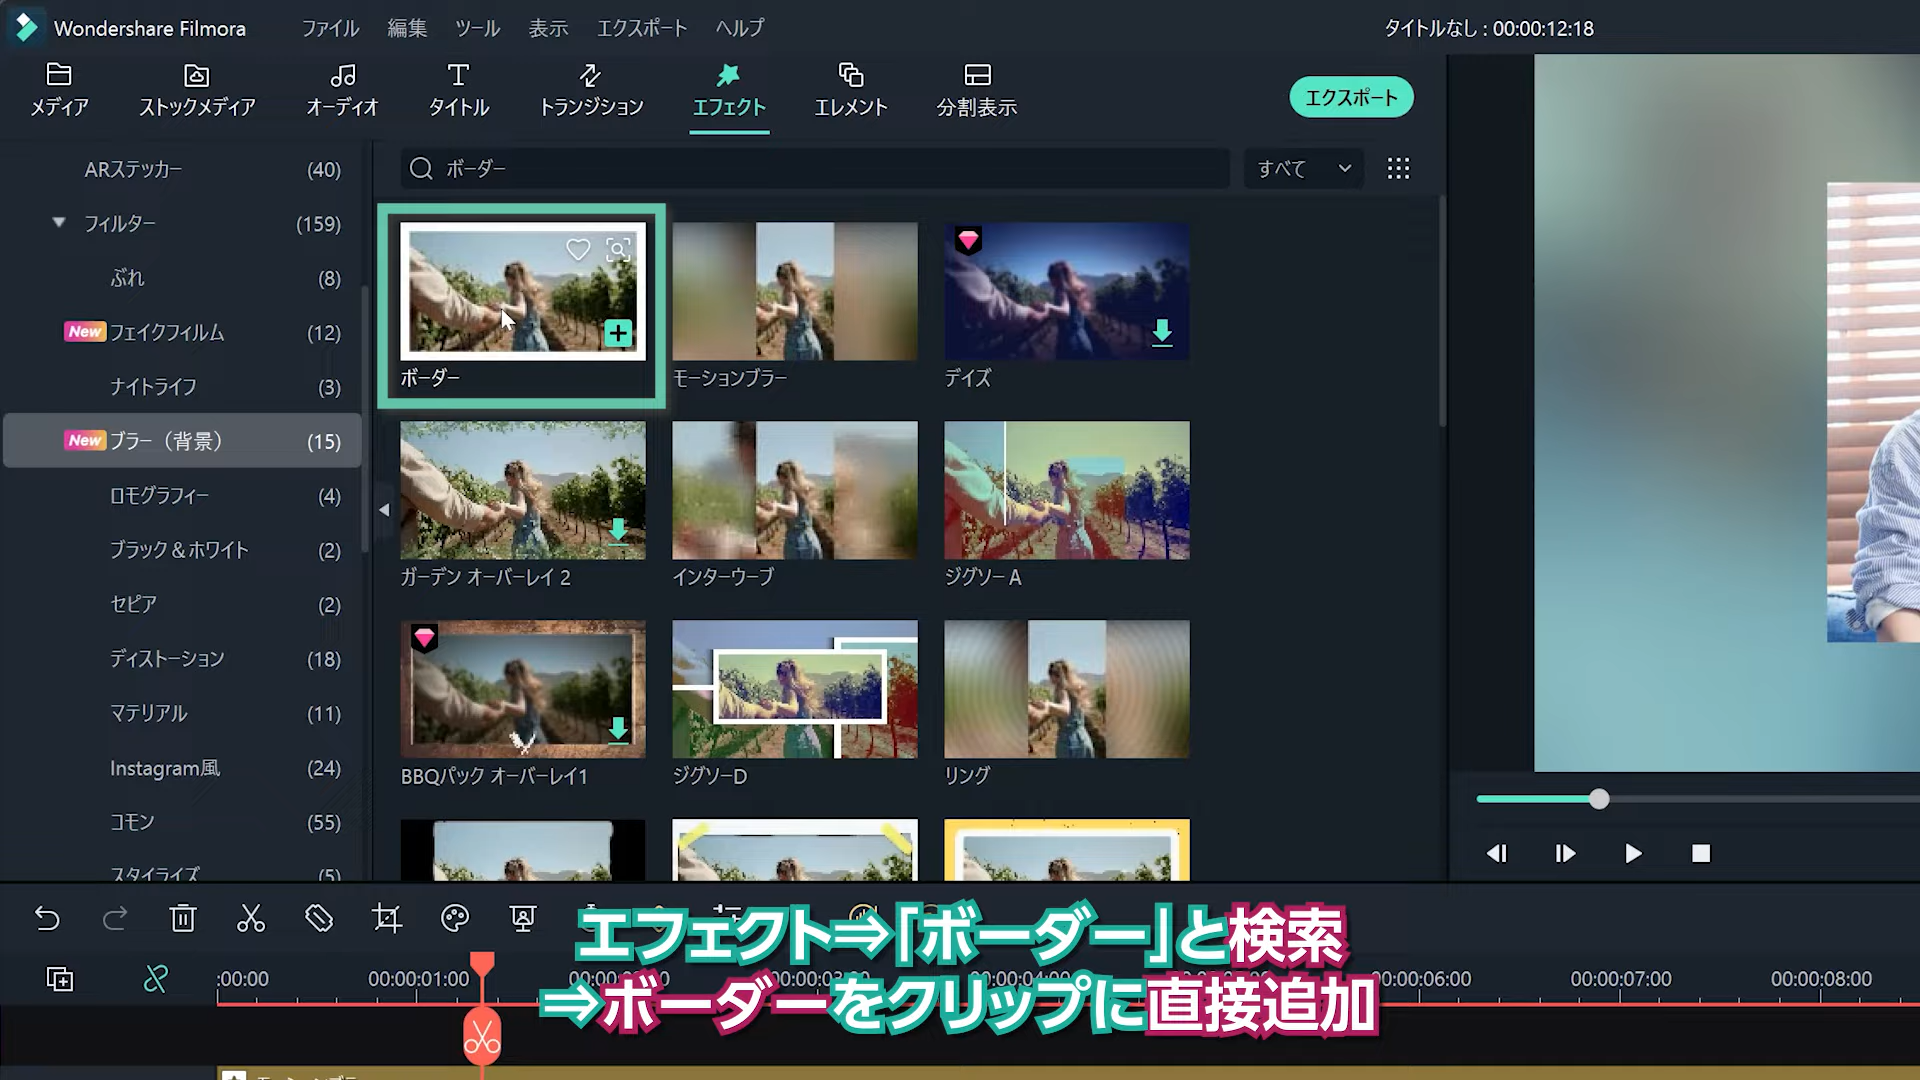 Wondershare Filmora
ファイル
編集
ツール
表示
エクスポート
ヘルプ
タイトルなし : 00:00:12:18
メディア
ストックメディア
オーディオ
タイトル
トランジション
エフェクト
エレメント
分割表示
エクスポート
ARステッカー (40)
フィルター (159)
ぶれ (8)
New フェイクフィルム (12)
ナイトライフ (3)
New ブラー（背景） (15)
ロモグラフィー (4)
ブラック＆ホワイト (2)
セピア (2)
ディストーション (18)
マテリアル (11)
Instagram風 (24)
コモン (55)
スタイライズ (5)
ボーダー
すべて
ボーダー
モーションブラー
デイズ
ガーデン オーバーレイ 2
インターウーブ
ジグソー A
BBQパック オーバーレイ1
ジグソーD
リング
エフェクト⇒「ボーダー」と検索
⇒ボーダーをクリップに直接追加
:00:00
00:00:01:00
00:00:06:00
00:00:07:00
00:00:08:00